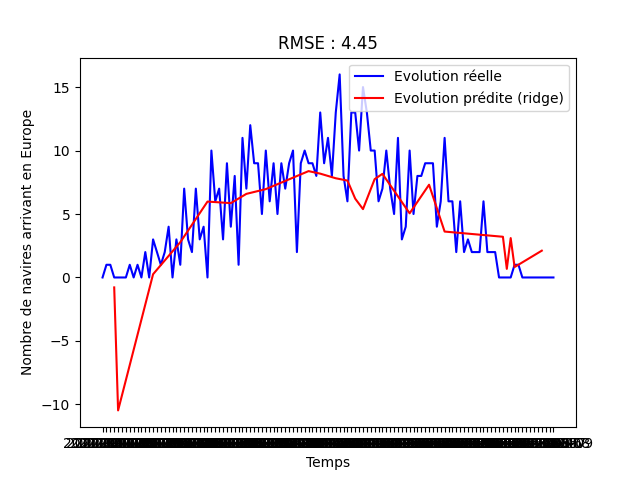 RMSE : 4.45
Evolution réelle
Evolution prédite (ridge)
Nombre de navires arrivant en Europe
15
10
5
0
−5
−10
Temps